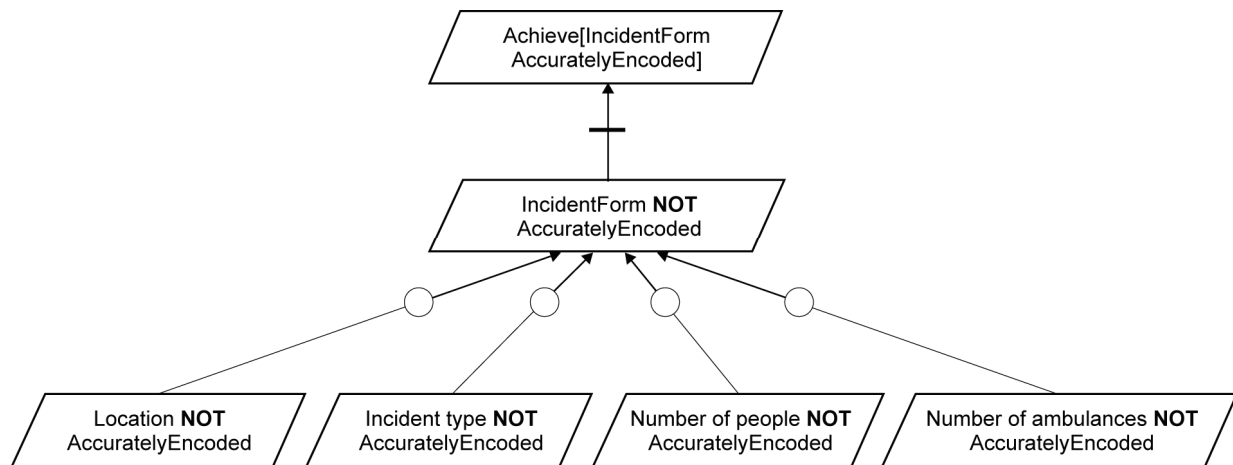 Achieve[IncidentForm
AccuratelyEncoded]
IncidentForm NOT
AccuratelyEncoded
Location NOT
AccuratelyEncoded
Incident type NOT
AccuratelyEncoded
Number of people NOT
AccuratelyEncoded
Number of ambulances NOT
AccuratelyEncoded